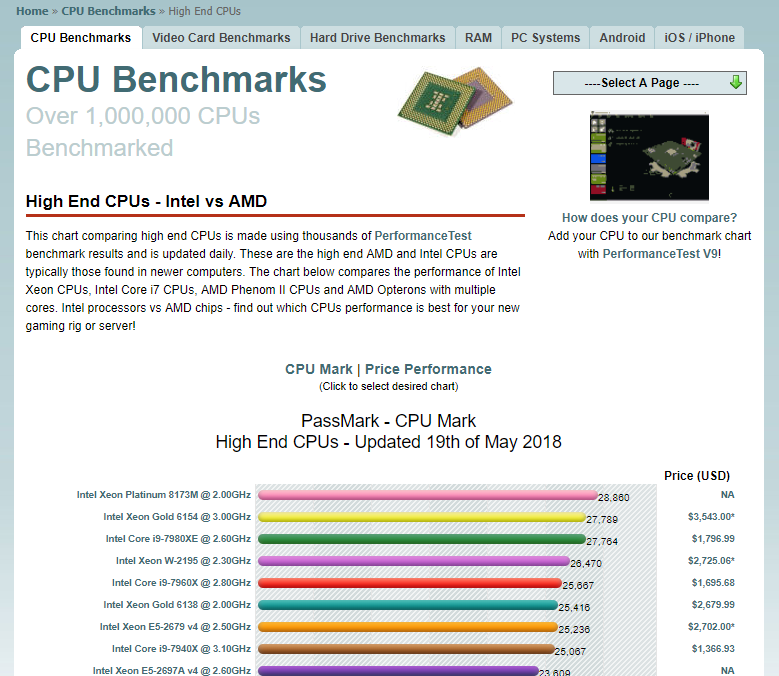 Home » CPU Benchmarks » High End CPUs
CPU Benchmarks
Video Card Benchmarks
Hard Drive Benchmarks
RAM
PC Systems
Android
iOS / iPhone
CPU Benchmarks
Over 1,000,000 CPUs
Benchmarked
----Select A Page ----
How does your CPU compare?
Add your CPU to our benchmark chart
with PerformanceTest V9!
High End CPUs - Intel vs AMD
This chart comparing high end CPUs is made using thousands of PerformanceTest
benchmark results and is updated daily. These are the high end AMD and Intel CPUs are
typically those found in newer computers. The chart below compares the performance of Intel
Xeon CPUs, Intel Core i7 CPUs, AMD Phenom II CPUs and AMD Opterons with multiple
cores. Intel processors vs AMD chips - find out which CPUs performance is best for your new
gaming rig or server!
CPU Mark | Price Performance
(Click to select desired chart)
PassMark - CPU Mark
High End CPUs - Updated 19th of May 2018
Price (USD)
Intel Xeon Platinum 8173M @ 2.00GHz 28,860 NA
Intel Xeon Gold 6154 @ 3.00GHz 27,789 $3,543.00*
Intel Core i9-7980XE @ 2.60GHz 27,764 $1,796.99
Intel Xeon W-2195 @ 2.30GHz 26,470 $2,725.06*
Intel Core i9-7960X @ 2.80GHz 25,667 $1,695.68
Intel Xeon Gold 6138 @ 2.00GHz 25,416 $2,679.99
Intel Xeon E5-2679 v4 @ 2.50GHz 25,236 $2,702.00*
Intel Core i9-7940X @ 3.10GHz 25,067 $1,366.93
Intel Xeon E5-2697A v4 @ 2.60GHz 23,609 NA